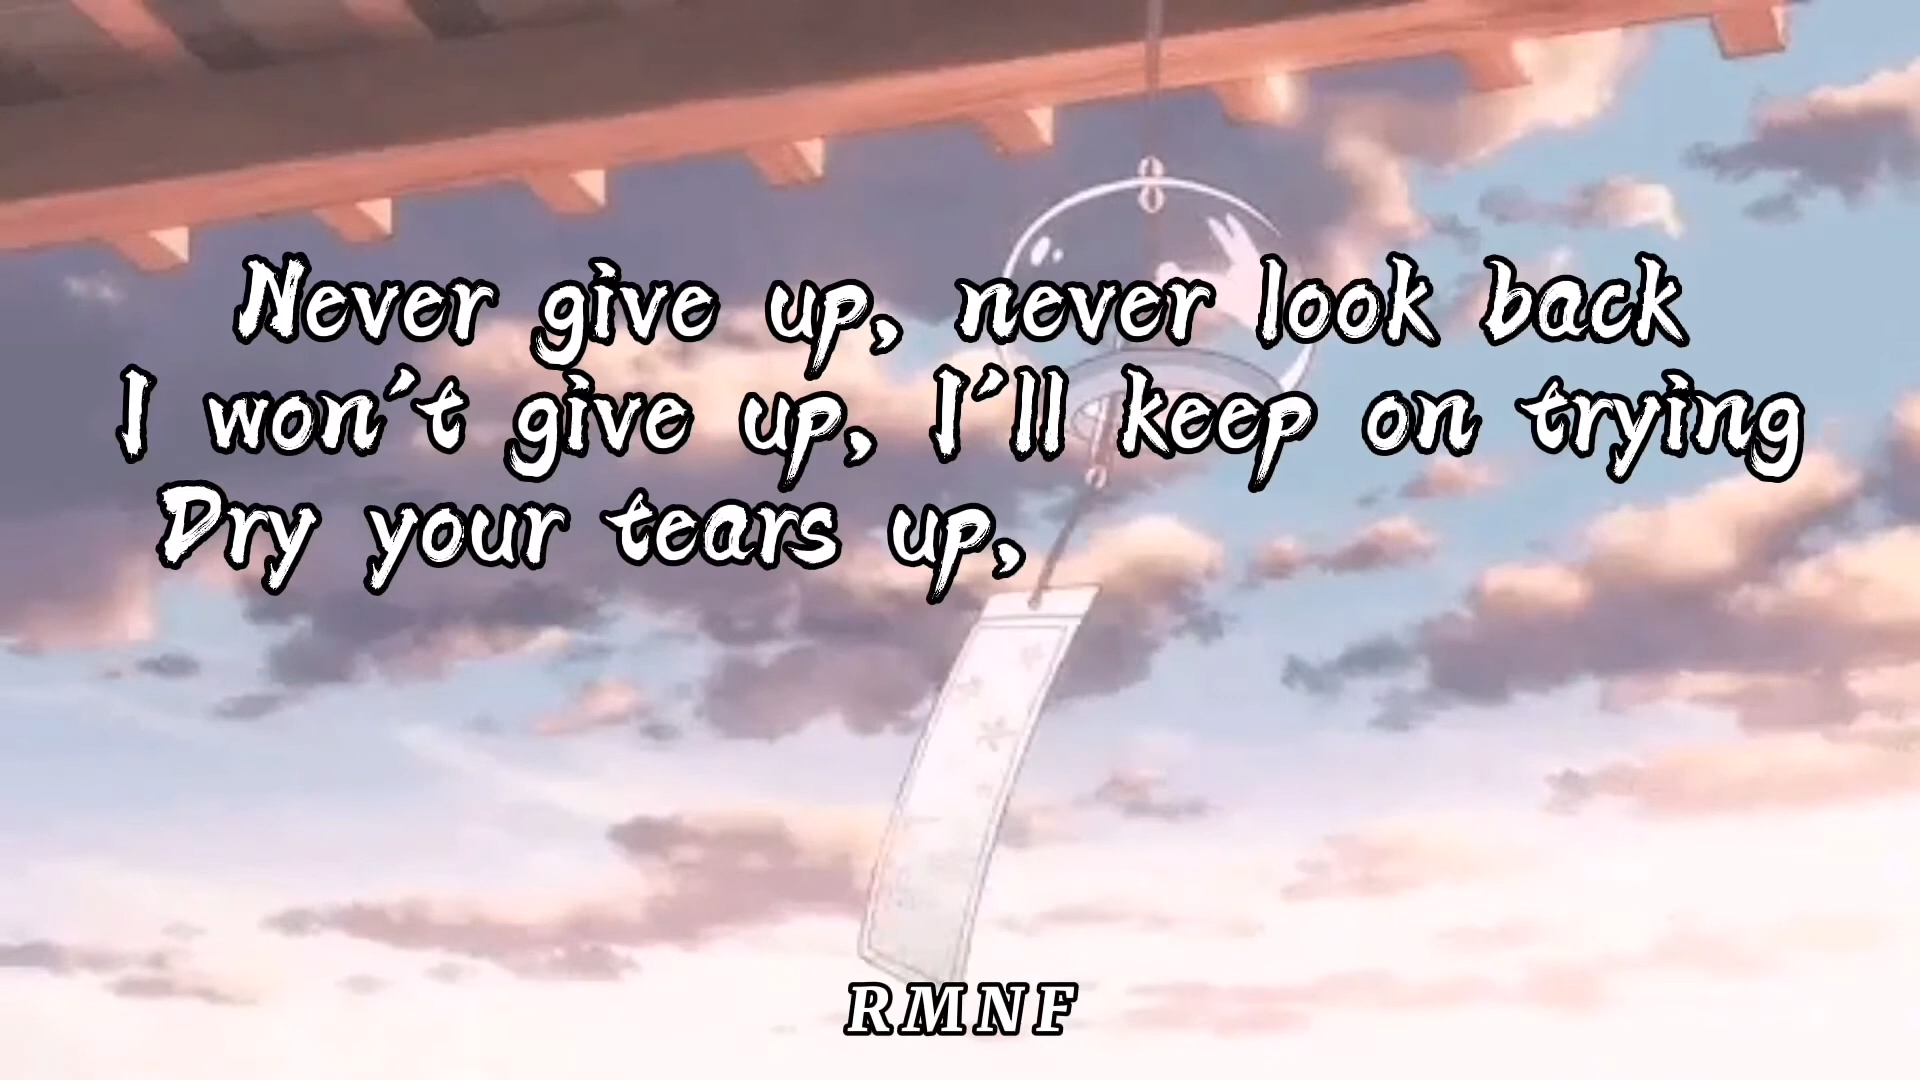 Never give up, never look back
I won't give up, I'll keep on trying
Dry your tears up,
RMNF